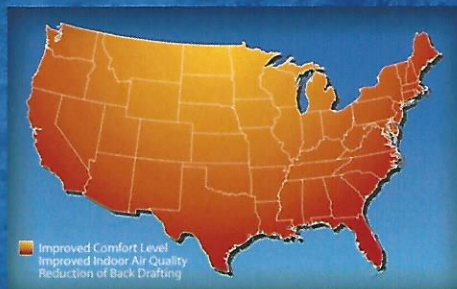 Improved Comfort Level
Improved Indoor Air Quality
Reduction of Back Drafting